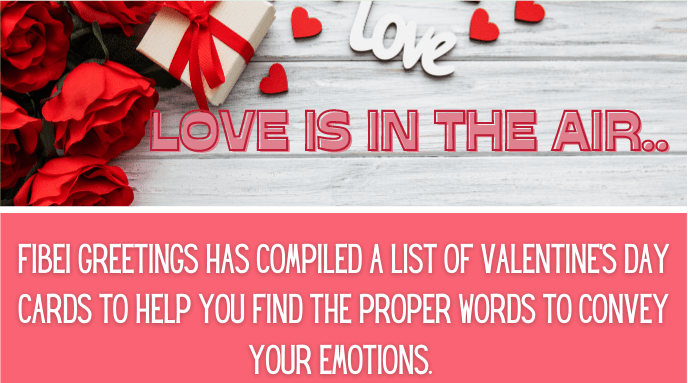 Love
LOVE IS IN THE AIR..
FIBEI GREETINGS HAS COMPILED A LIST OF VALENTINE'S DAY
CARDS TO HELP YOU FIND THE PROPER WORDS TO CONVEY
YOUR EMOTIONS.